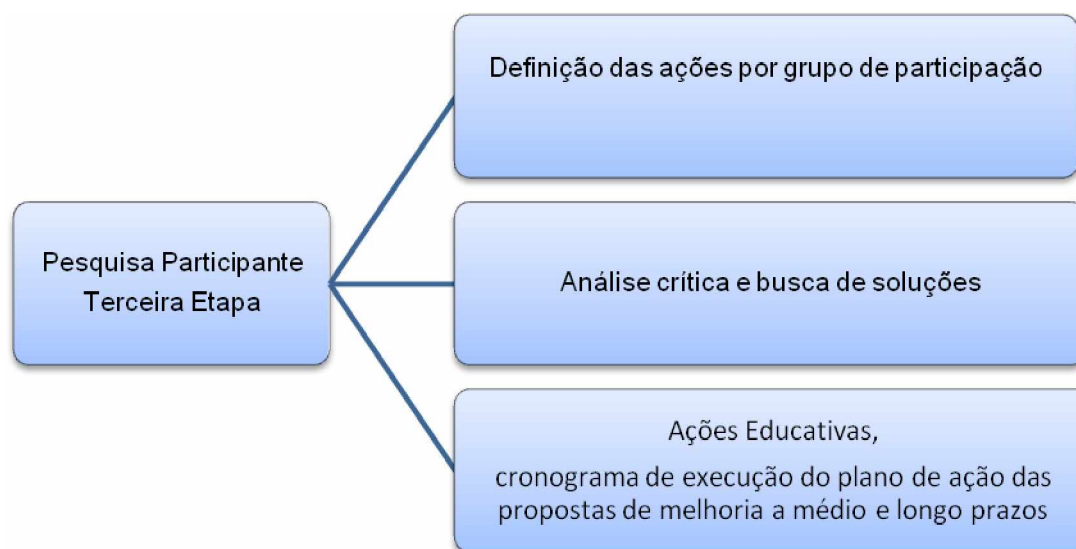 Definição das ações por grupo de participação
Pesquisa Participante
Terceira Etapa
Análise crítica e busca de soluções
Ações Educativas,
cronograma de execução do plano de ação das
propostas de melhoria a médio e longo prazos